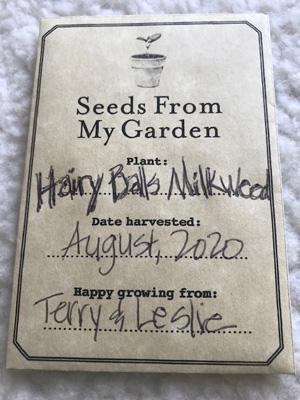 Seeds From
My Garden
Plant:
Hairy Balls Milkweed
Date harvested:
August, 2020
Happy growing from:
Terry & Leslie